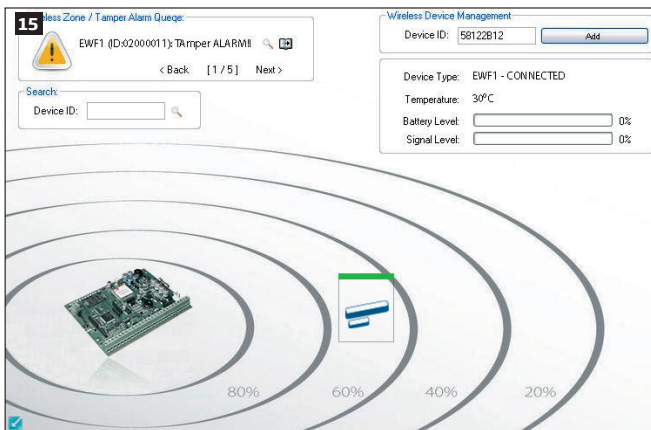 15
eless Zone / Tamper Alarm Queqe:
EWF1 (ID:02000011): TAmper ALARM!!
< Back [ 1 / 5 ] Next >
Search:
Device ID:
Wireless Device Management
Device ID: 58122B12 Add
Device Type: EWF1 - CONNECTED
Temperature: 30°C
Battery Level: 0%
Signal Level: 0%
80% 60% 40% 20%